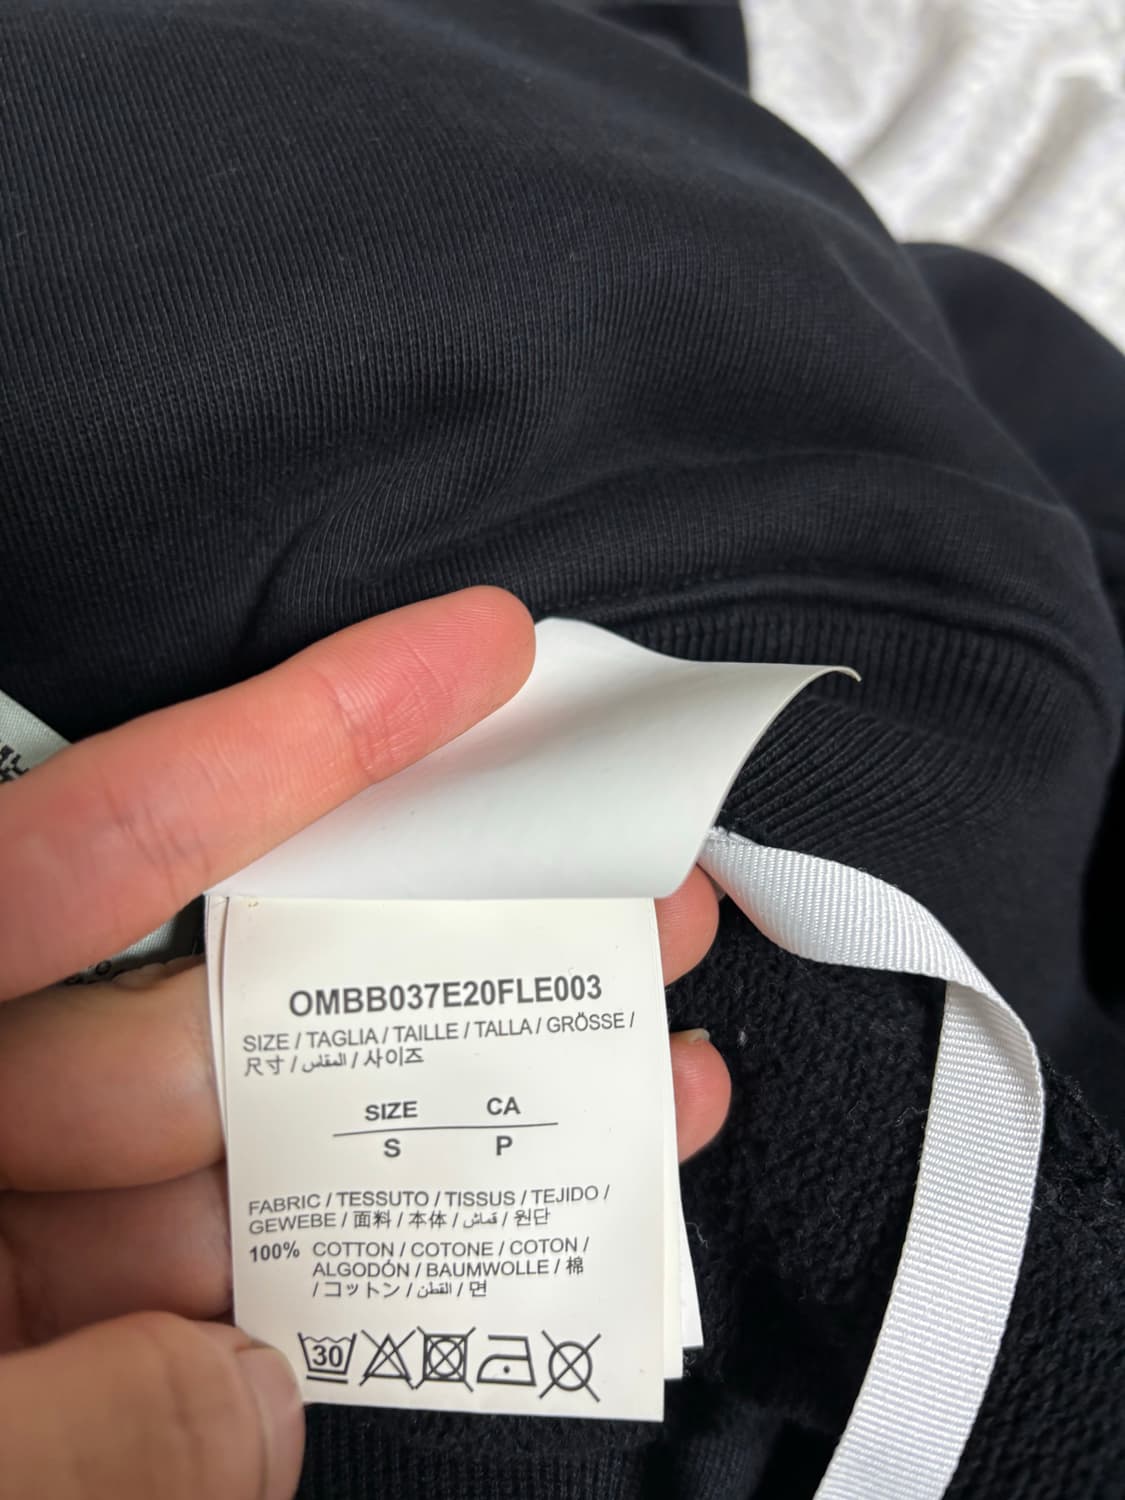 OMBB037E20FLE003
SIZE / TAGLIA / TAILLE / TALLA / GRÖSSE /
尺寸 / المقاس / 사이즈
SIZE CA
S P
FABRIC / TESSUTO / TISSUS / TEJIDO /
GEWEBE / 面料 / 本体 / قماش / 원단
100% COTTON / COTONE / COTON /
ALGODÓN / BAUMWOLLE / 棉
/ コットン / القطن / 면
30